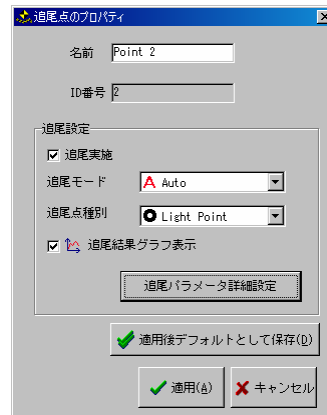 追尾点のプロパティ
名前 Point 2
ID番号 2
追尾設定
追尾実施
追尾モード A Auto
追尾点種別 Light Point
追尾結果グラフ表示
追尾パラメータ詳細設定
適用後デフォルトとして保存(D)
適用(A) キャンセル